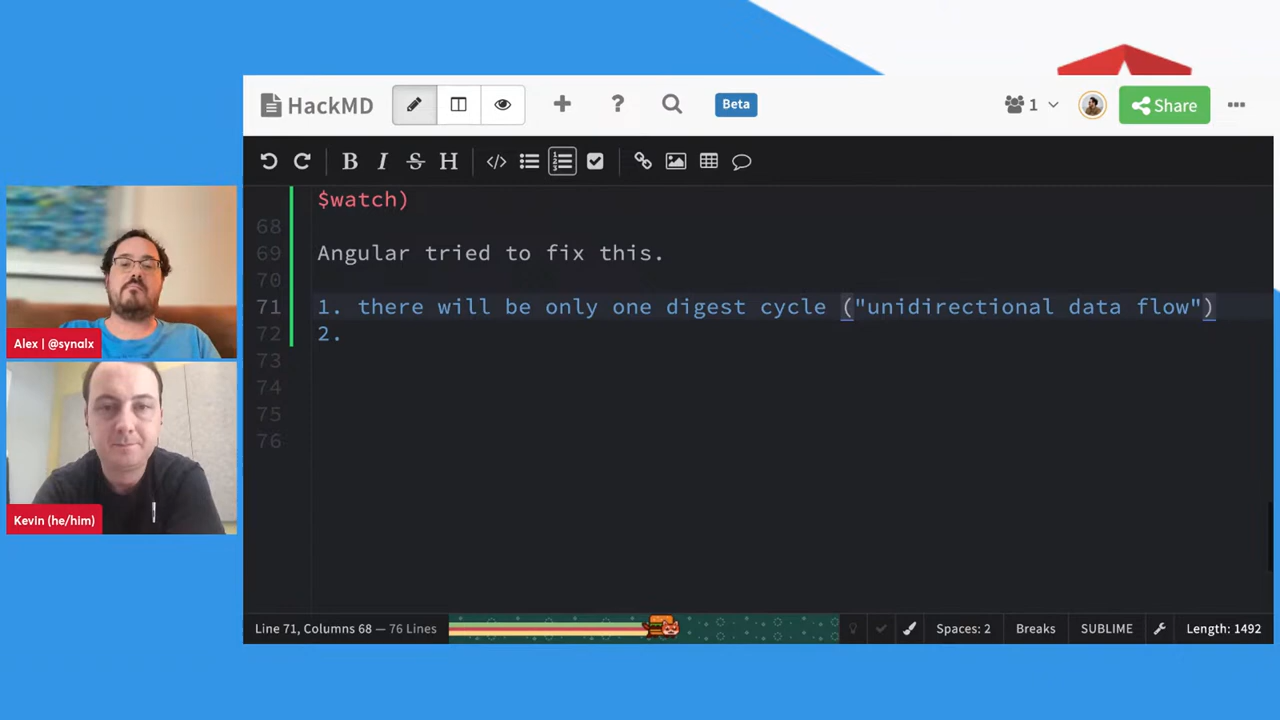 HackMD
Beta
1
Share
B I S H
$watch)
68
69 Angular tried to fix this.
70
71 1. there will be only one digest cycle ("unidirectional data flow")
72 2.
73
74
75
76
Alex | @synalx
Kevin (he/him)
Line 71, Columns 68 — 76 Lines
Spaces: 2
Breaks
SUBLIME
Length: 1492